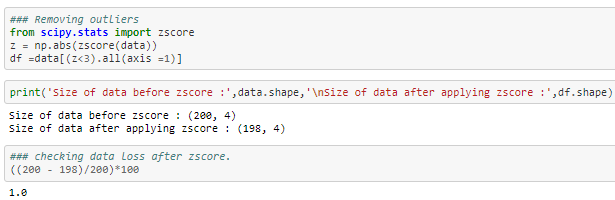 ### Removing outliers
from scipy.stats import zscore
z = np.abs(zscore(data))
df =data[(z<3).all(axis =1)]
print('Size of data before zscore :',data.shape,'\nSize of data after applying zscore :',df.shape)
Size of data before zscore : (200, 4)
Size of data after applying zscore : (198, 4)
### checking data Loss after zscore.
((200 - 198)/200)*100
1.0